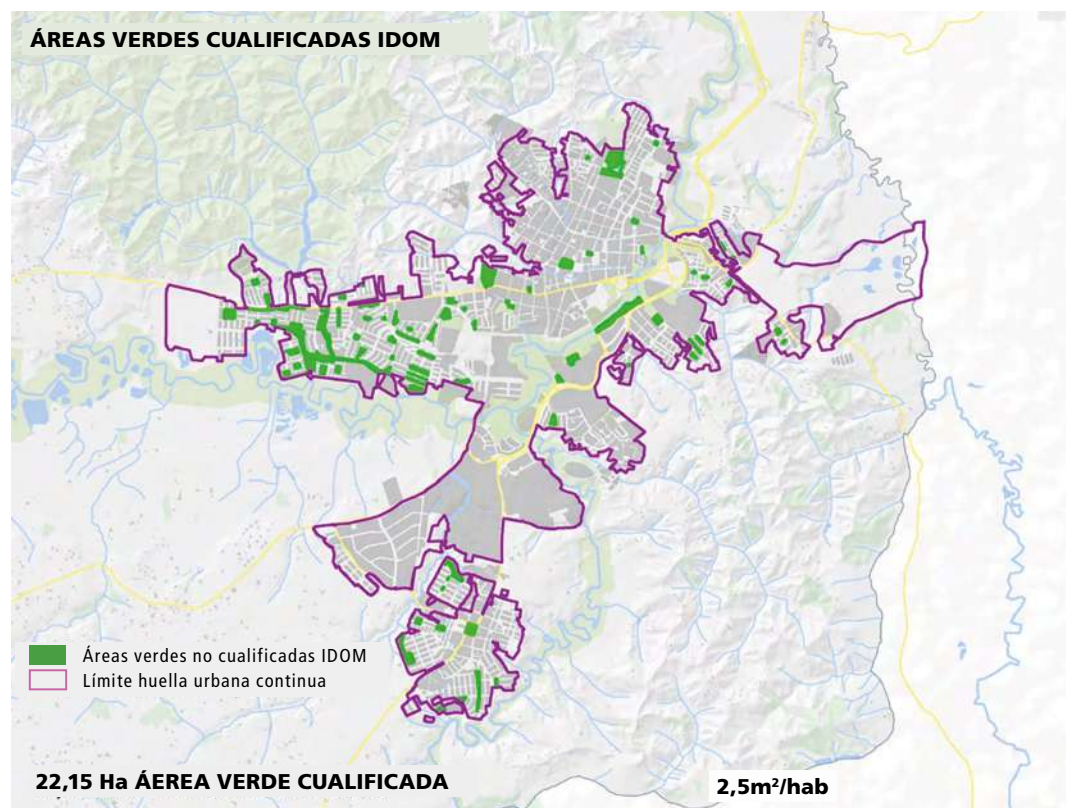 ÁREAS VERDES CUALIFICADAS IDOM
Áreas verdes no cualificadas IDOM
Límite huella urbana continua
22,15 Ha ÁEREA VERDE CUALIFICADA
2,5m²/hab